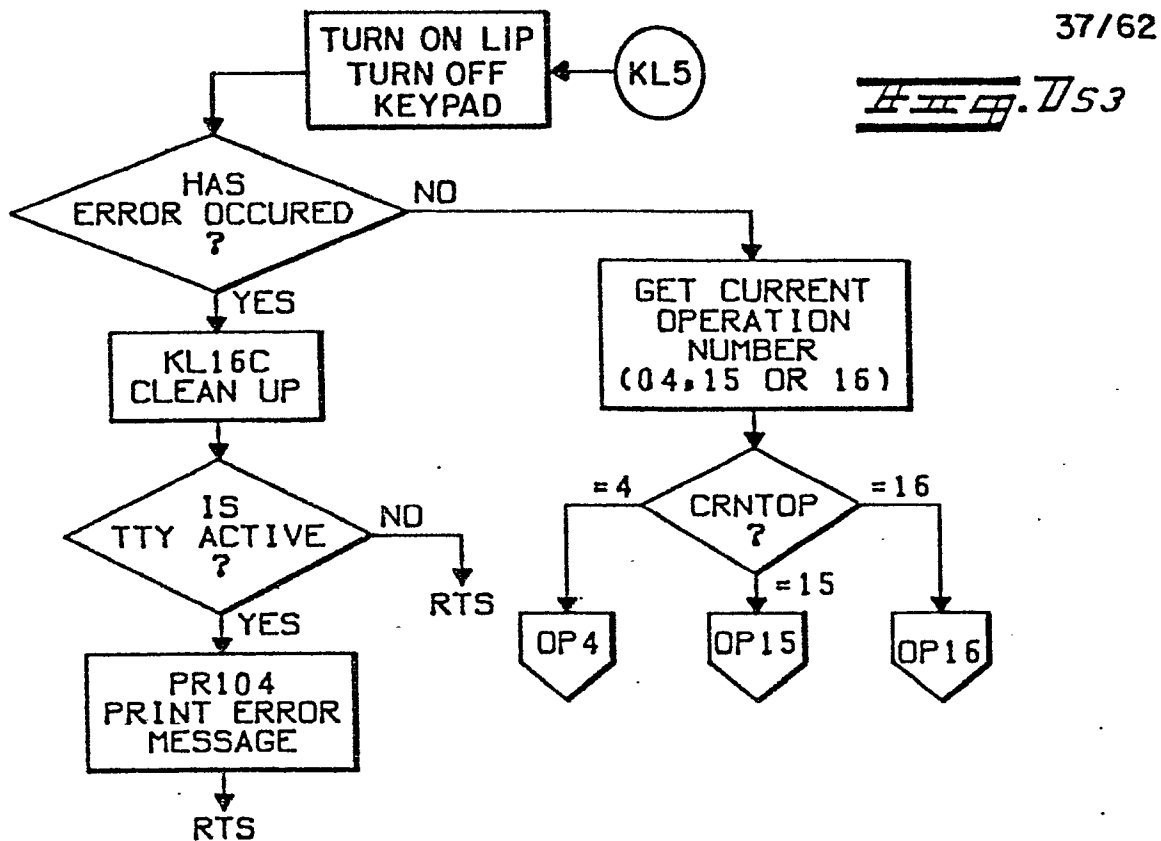 37/62
Fig. D53
TURN ON LIP
TURN OFF
KEYPAD
KL5
HAS
ERROR OCCURED
?
NO
YES
GET CURRENT
OPERATION
NUMBER
(04,15 OR 16)
KL16C
CLEAN UP
IS
TTY ACTIVE
?
NO
RTS
YES
CRNTOP
?
=4
=16
=15
OP4
OP15
OP16
PR104
PRINT ERROR
MESSAGE
RTS